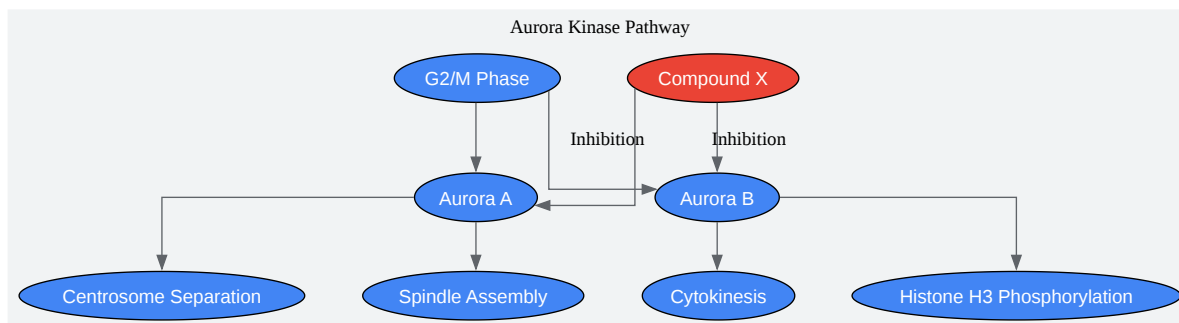 Aurora Kinase Pathway
G2/M Phase
Compound X
Inhibition
Inhibition
Aurora A
Aurora B
Centrosome Separation
Spindle Assembly
Cytokinesis
Histone H3 Phosphorylation